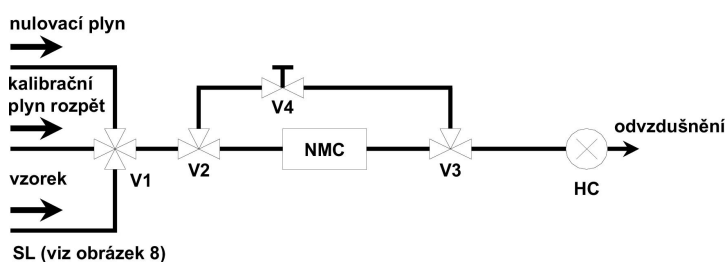 nulovací plyn
kalibrační
plyn rozpět
vzorek
SL (viz obrázek 8)
V1
V2
V4
NMC
V3
HC
odvzdušnění